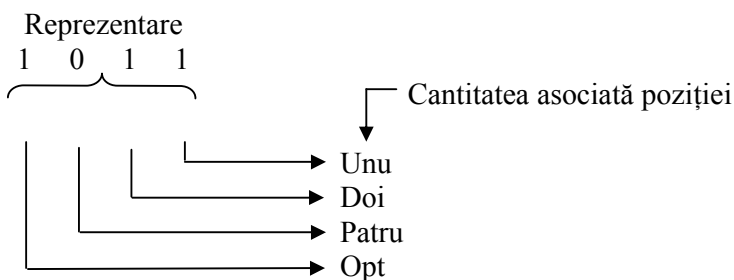 Reprezentare
1 0 1 1
Cantitatea asociată poziției
Unu
Doi
Patru
Opt